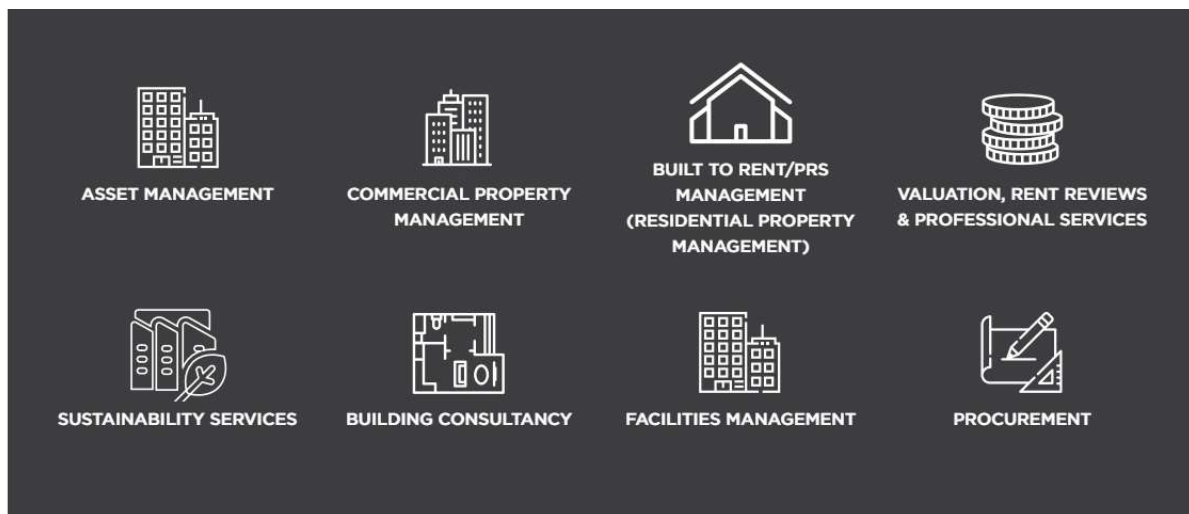 ASSET MANAGEMENT
COMMERCIAL PROPERTY
MANAGEMENT
BUILT TO RENT/PRS
MANAGEMENT
(RESIDENTIAL PROPERTY
MANAGEMENT)
VALUATION, RENT REVIEWS
& PROFESSIONAL SERVICES
SUSTAINABILITY SERVICES
BUILDING CONSULTANCY
FACILITIES MANAGEMENT
PROCUREMENT